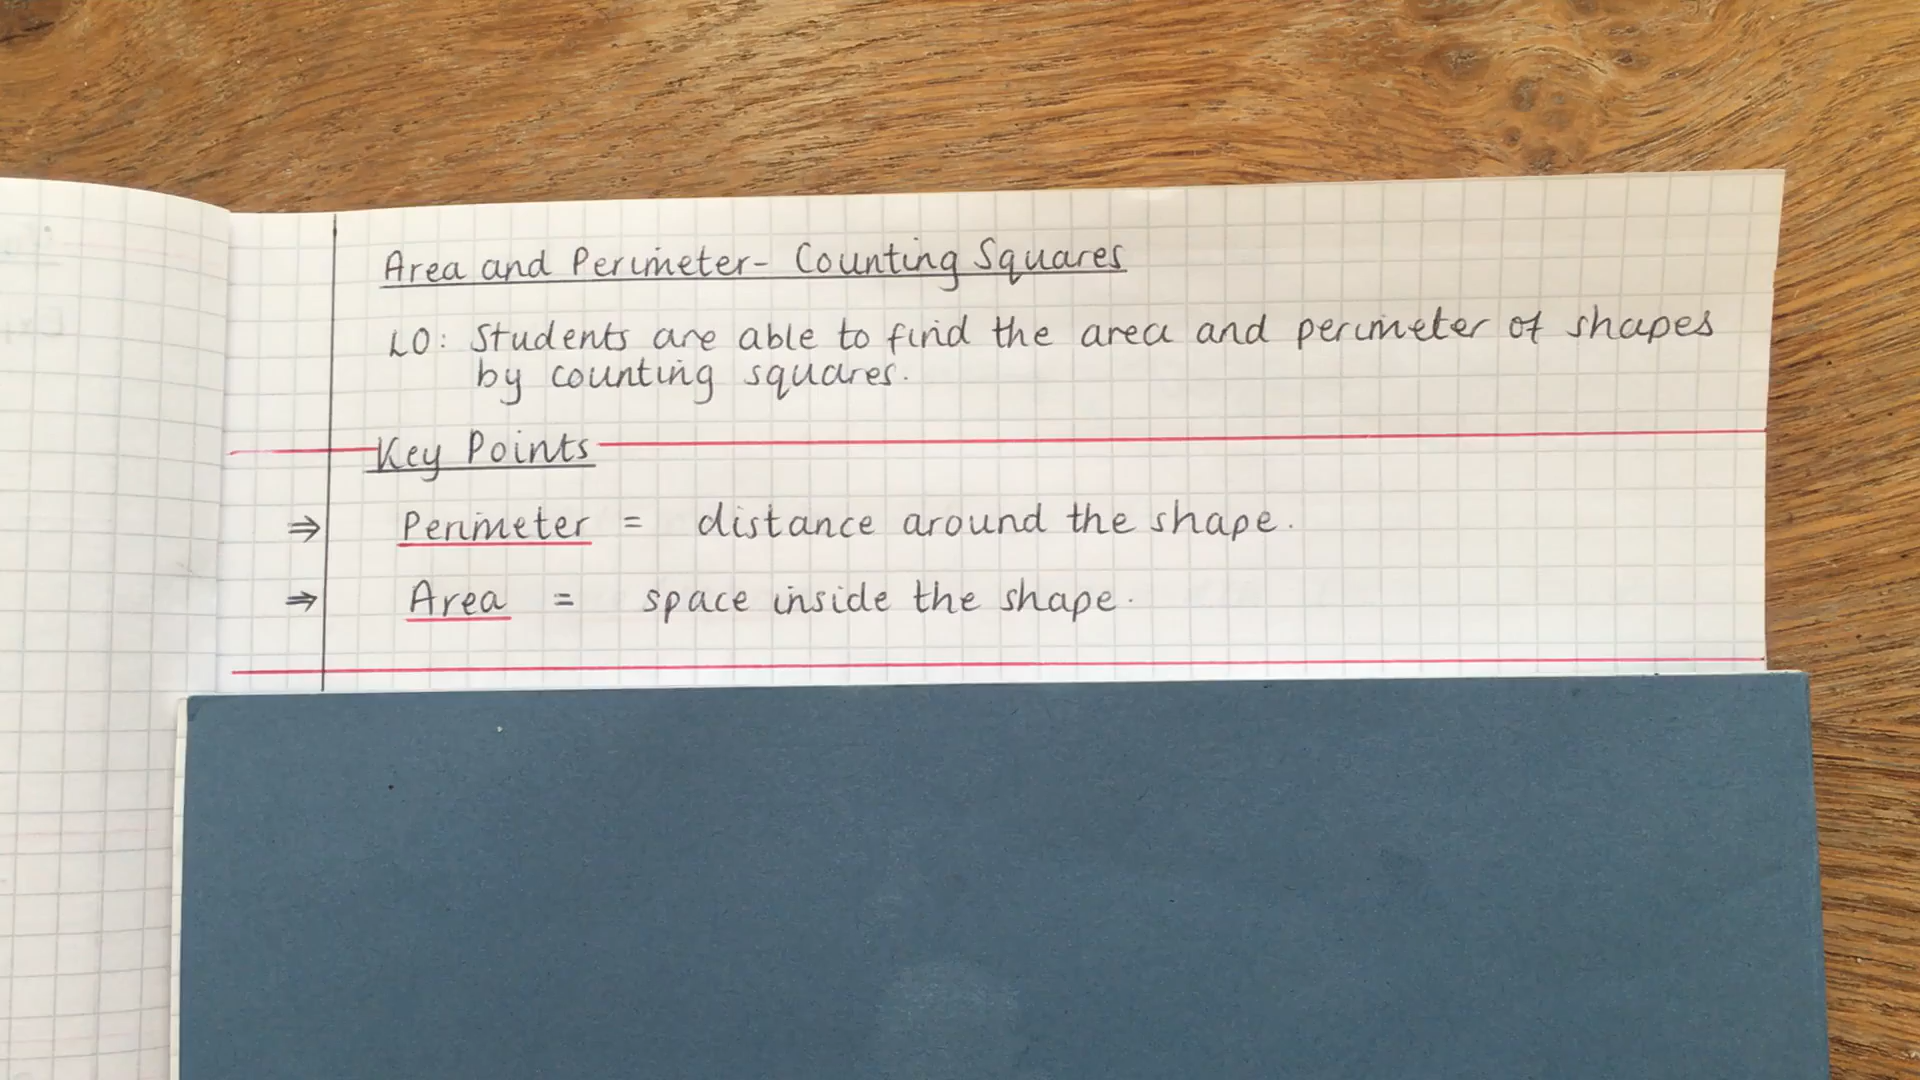 Area and Perimeter- Counting Squares
LO: Students are able to find the area and perimeter of shapes
by counting squares.
Key Points
⇒ Perimeter = distance around the shape.
⇒ Area = space inside the shape.